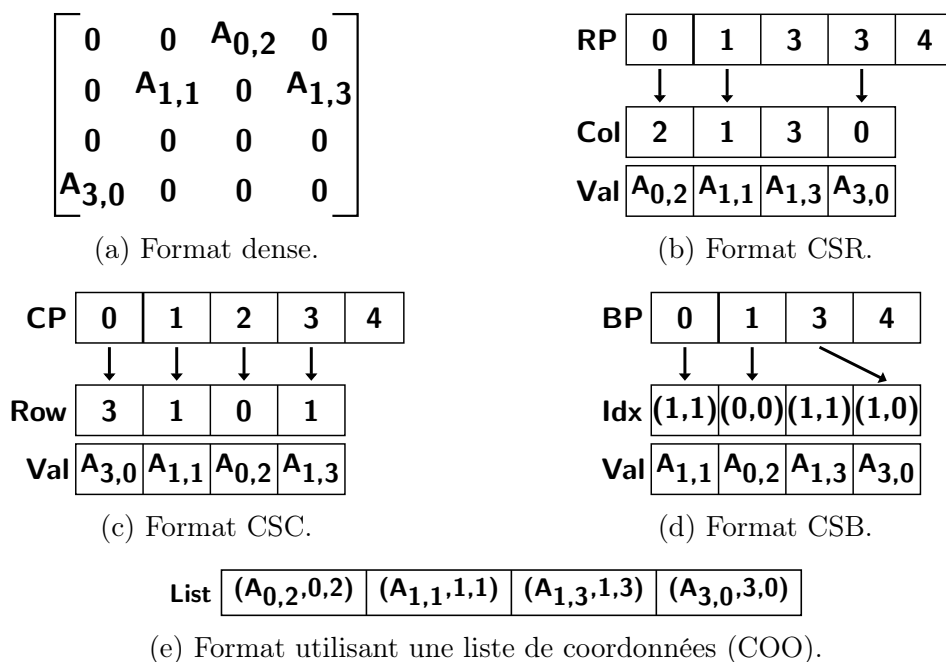 0 0 A0,2 0
0 A1,1 0 A1,3
0 0 0 0
A3,0 0 0 0
(a) Format dense.
RP 0 1 3 3 4
Col 2 1 3 0
Val A0,2 A1,1 A1,3 A3,0
(b) Format CSR.
CP 0 1 2 3 4
Row 3 1 0 1
Val A3,0 A1,1 A0,2 A1,3
(c) Format CSC.
BP 0 1 3 4
Idx (1,1) (0,0) (1,1) (1,0)
Val A1,1 A0,2 A1,3 A3,0
(d) Format CSB.
List (A0,2,0,2) (A1,1,1,1) (A1,3,1,3) (A3,0,3,0)
(e) Format utilisant une liste de coordonnées (COO).